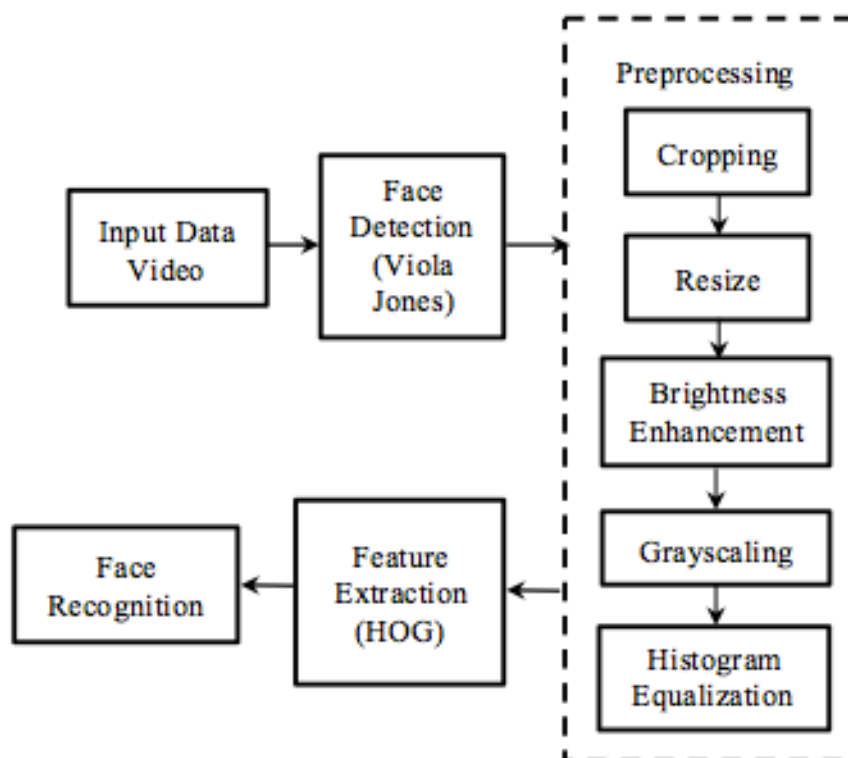 Input Data
Video
Face
Detection
(Viola
Jones)
Preprocessing
Cropping
Resize
Brightness
Enhancement
Grayscaling
Histogram
Equalization
Feature
Extraction
(HOG)
Face
Recognition